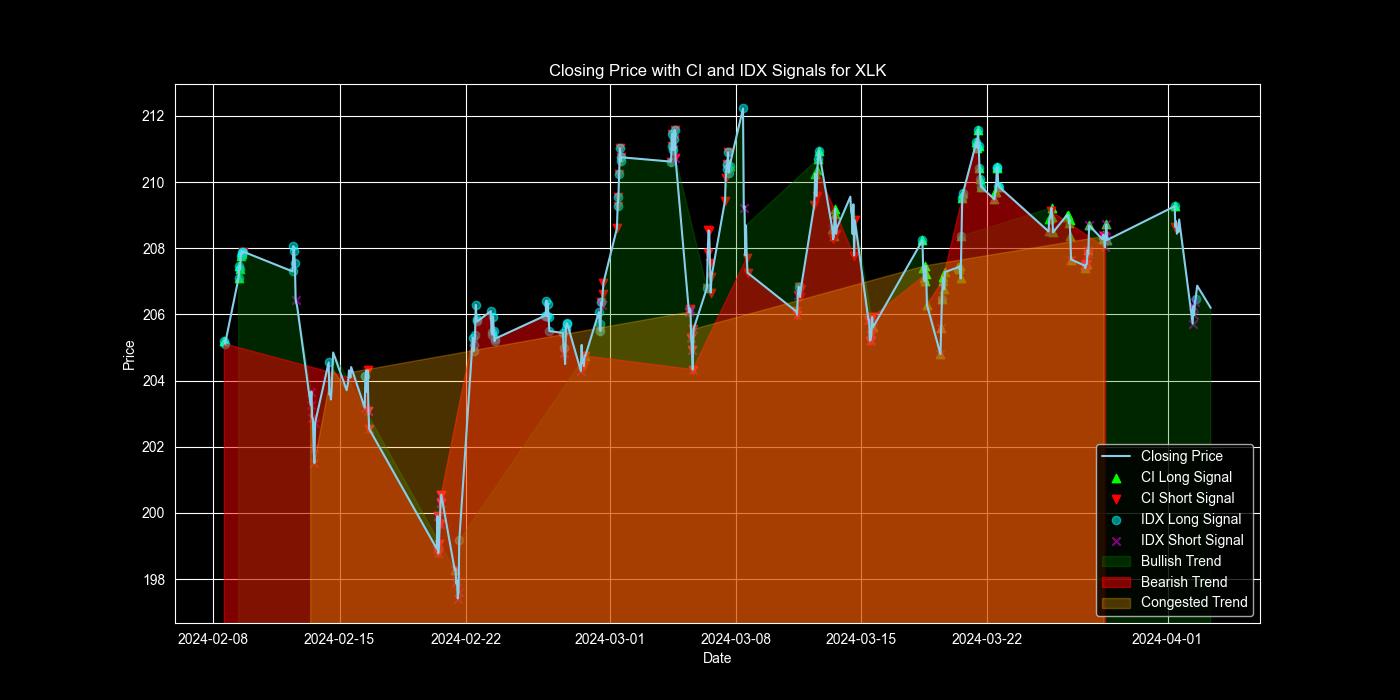 Closing Price with CI and IDX Signals for XLK
Price
212
210
208
206
204
202
200
198
2024-02-08
2024-02-15
2024-02-22
2024-03-01
2024-03-08
2024-03-15
2024-03-22
2024-04-01
Date
Closing Price
CI Long Signal
CI Short Signal
IDX Long Signal
IDX Short Signal
Bullish Trend
Bearish Trend
Congested Trend